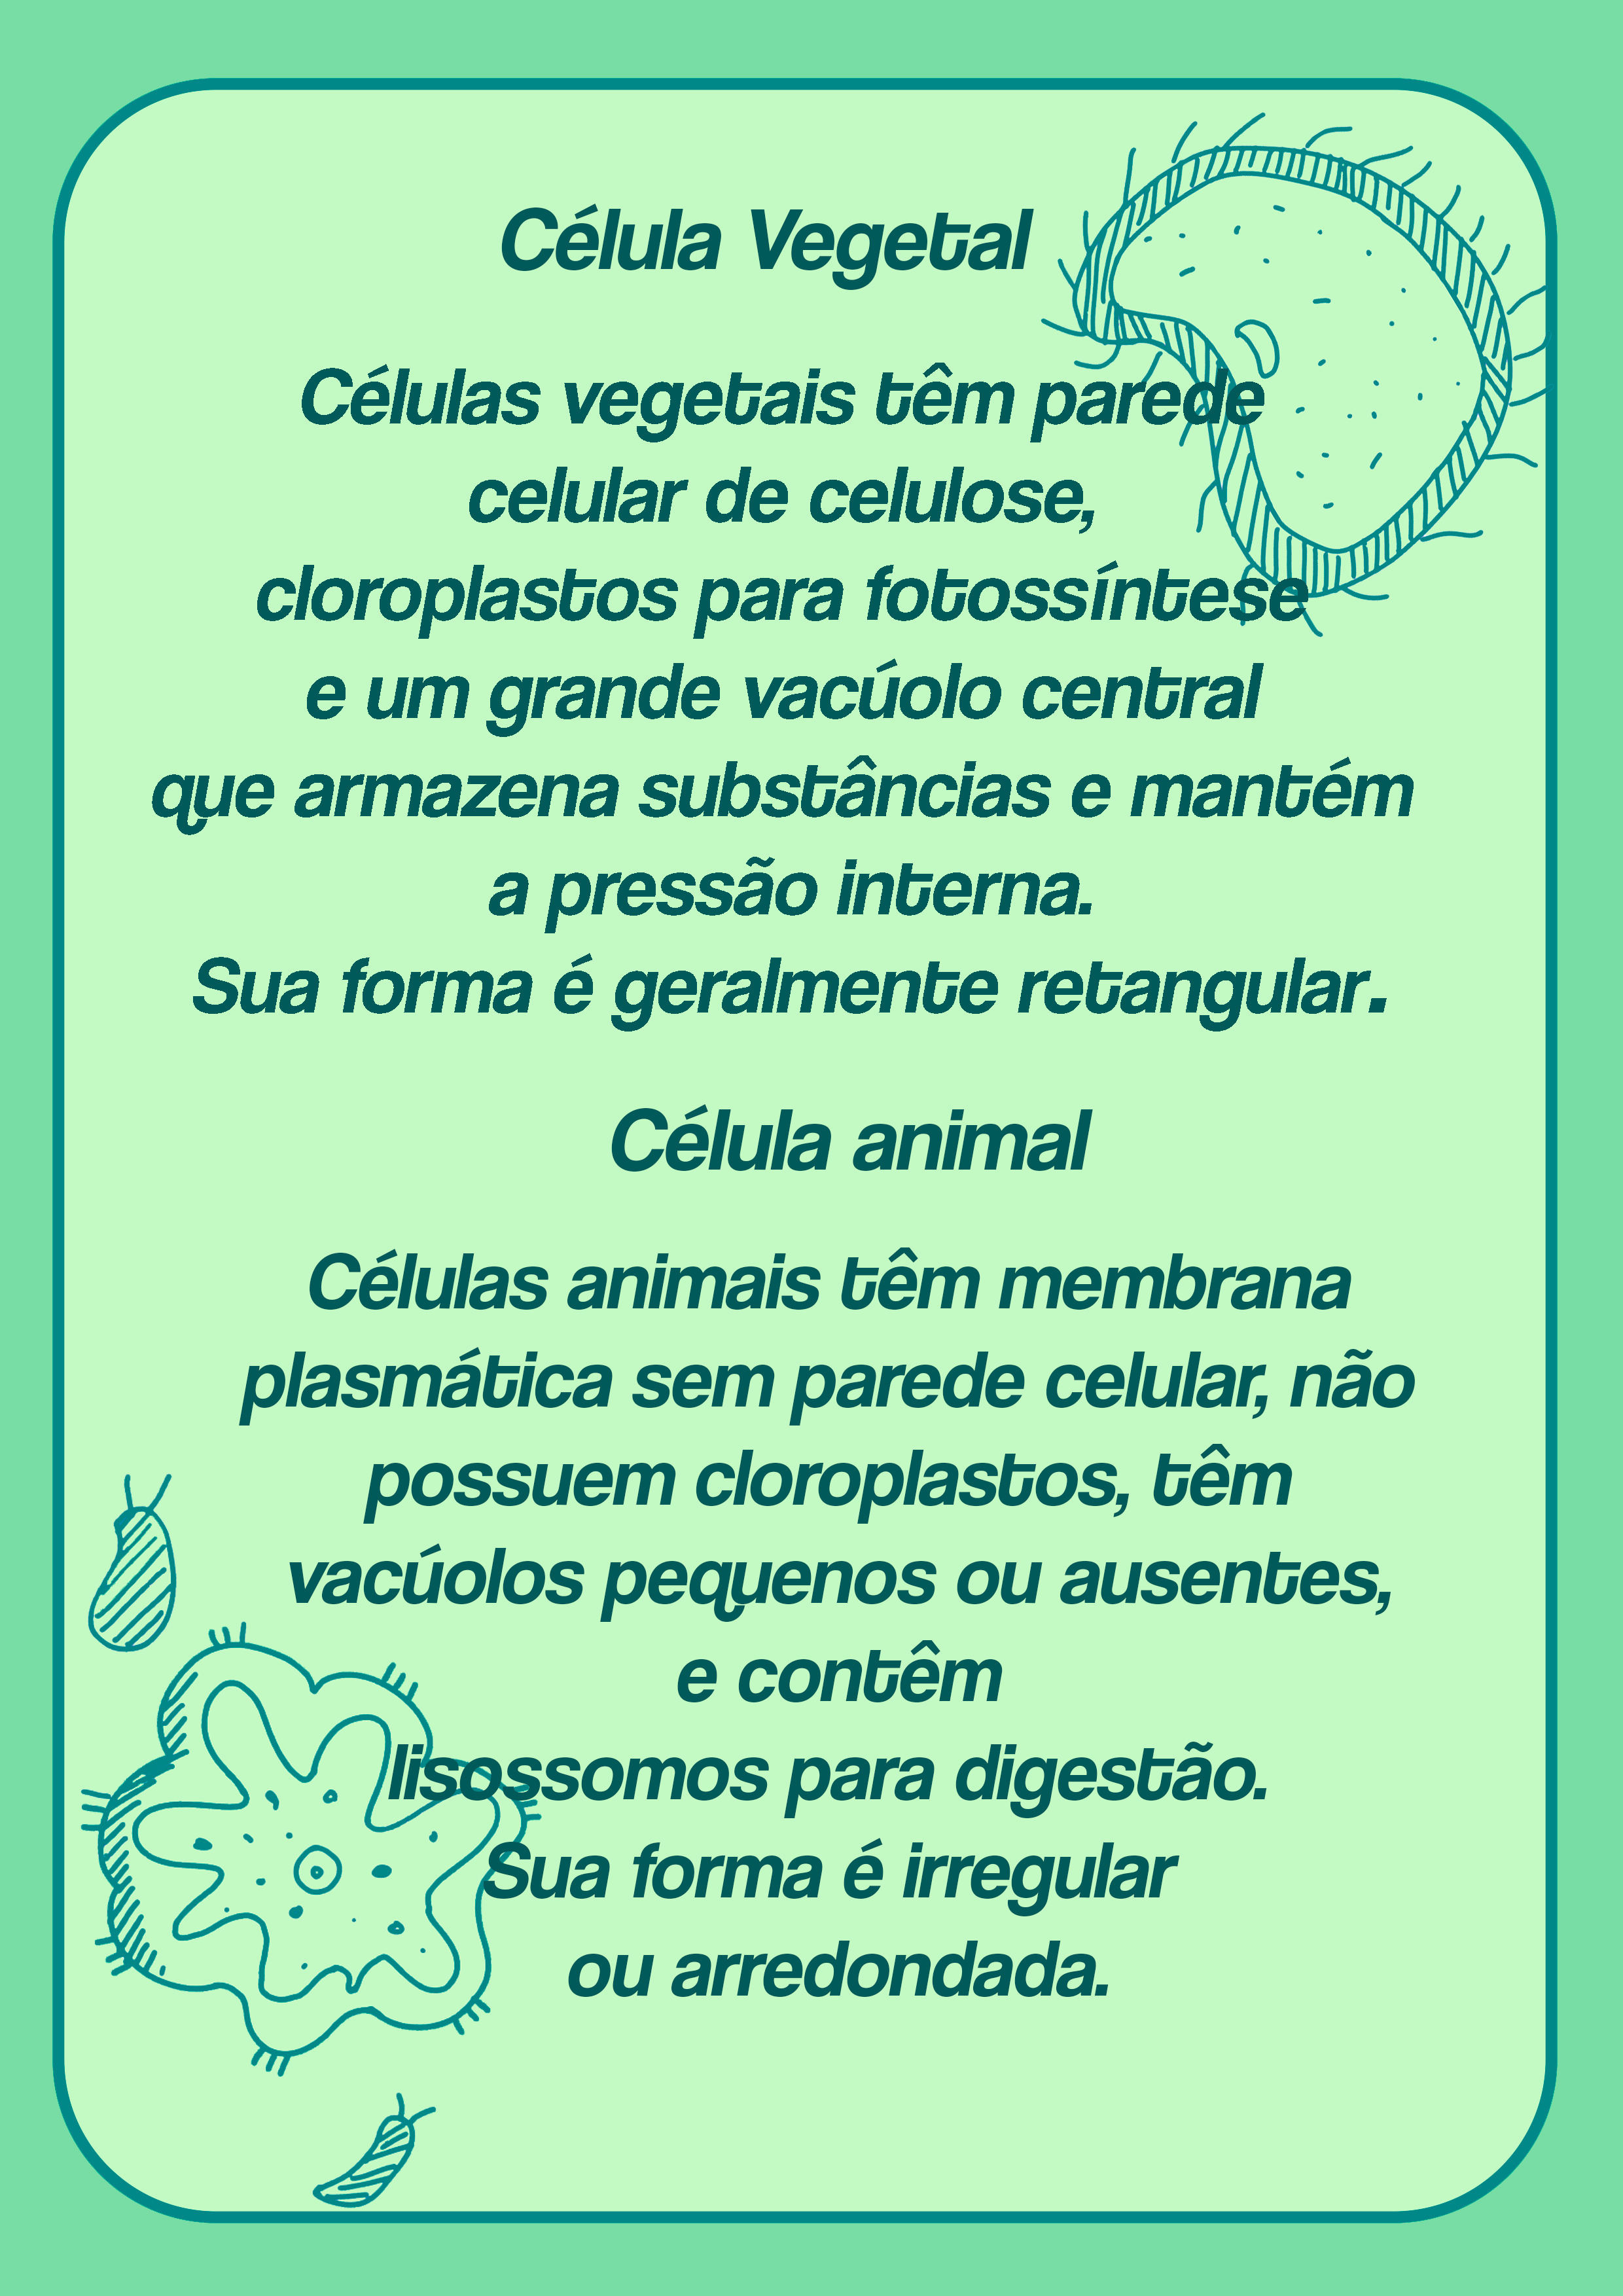 Célula Vegetal
Células vegetais têm parede
celular de celulose,
cloroplastos para fotossíntese
e um grande vacúolo central
que armazena substâncias e mantém
a pressão interna.
Sua forma é geralmente retangular.
Célula animal
Células animais têm membrana
plasmática sem parede celular, não
possuem cloroplastos, têm
vacúolos pequenos ou ausentes,
e contêm
lisossomos para digestão.
Sua forma é irregular
ou arredondada.